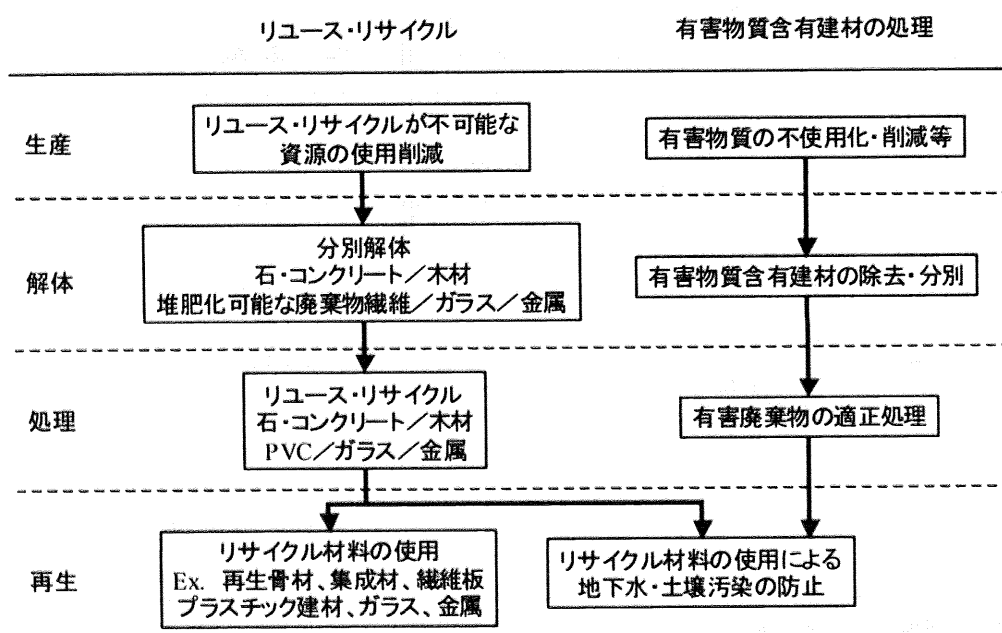 リユース・リサイクル
有害物質含有建材の処理
生産
リユース・リサイクルが不可能な
資源の使用削減
有害物質の不使用化・削減等
解体
分別解体
石・コンクリート／木材
堆肥化可能な廃棄物繊維／ガラス／金属
有害物質含有建材の除去・分別
処理
リユース・リサイクル
石・コンクリート／木材
PVC／ガラス／金属
有害廃棄物の適正処理
再生
リサイクル材料の使用
Ex. 再生骨材、集成材、繊維板
プラスチック建材、ガラス、金属
リサイクル材料の使用による
地下水・土壌汚染の防止